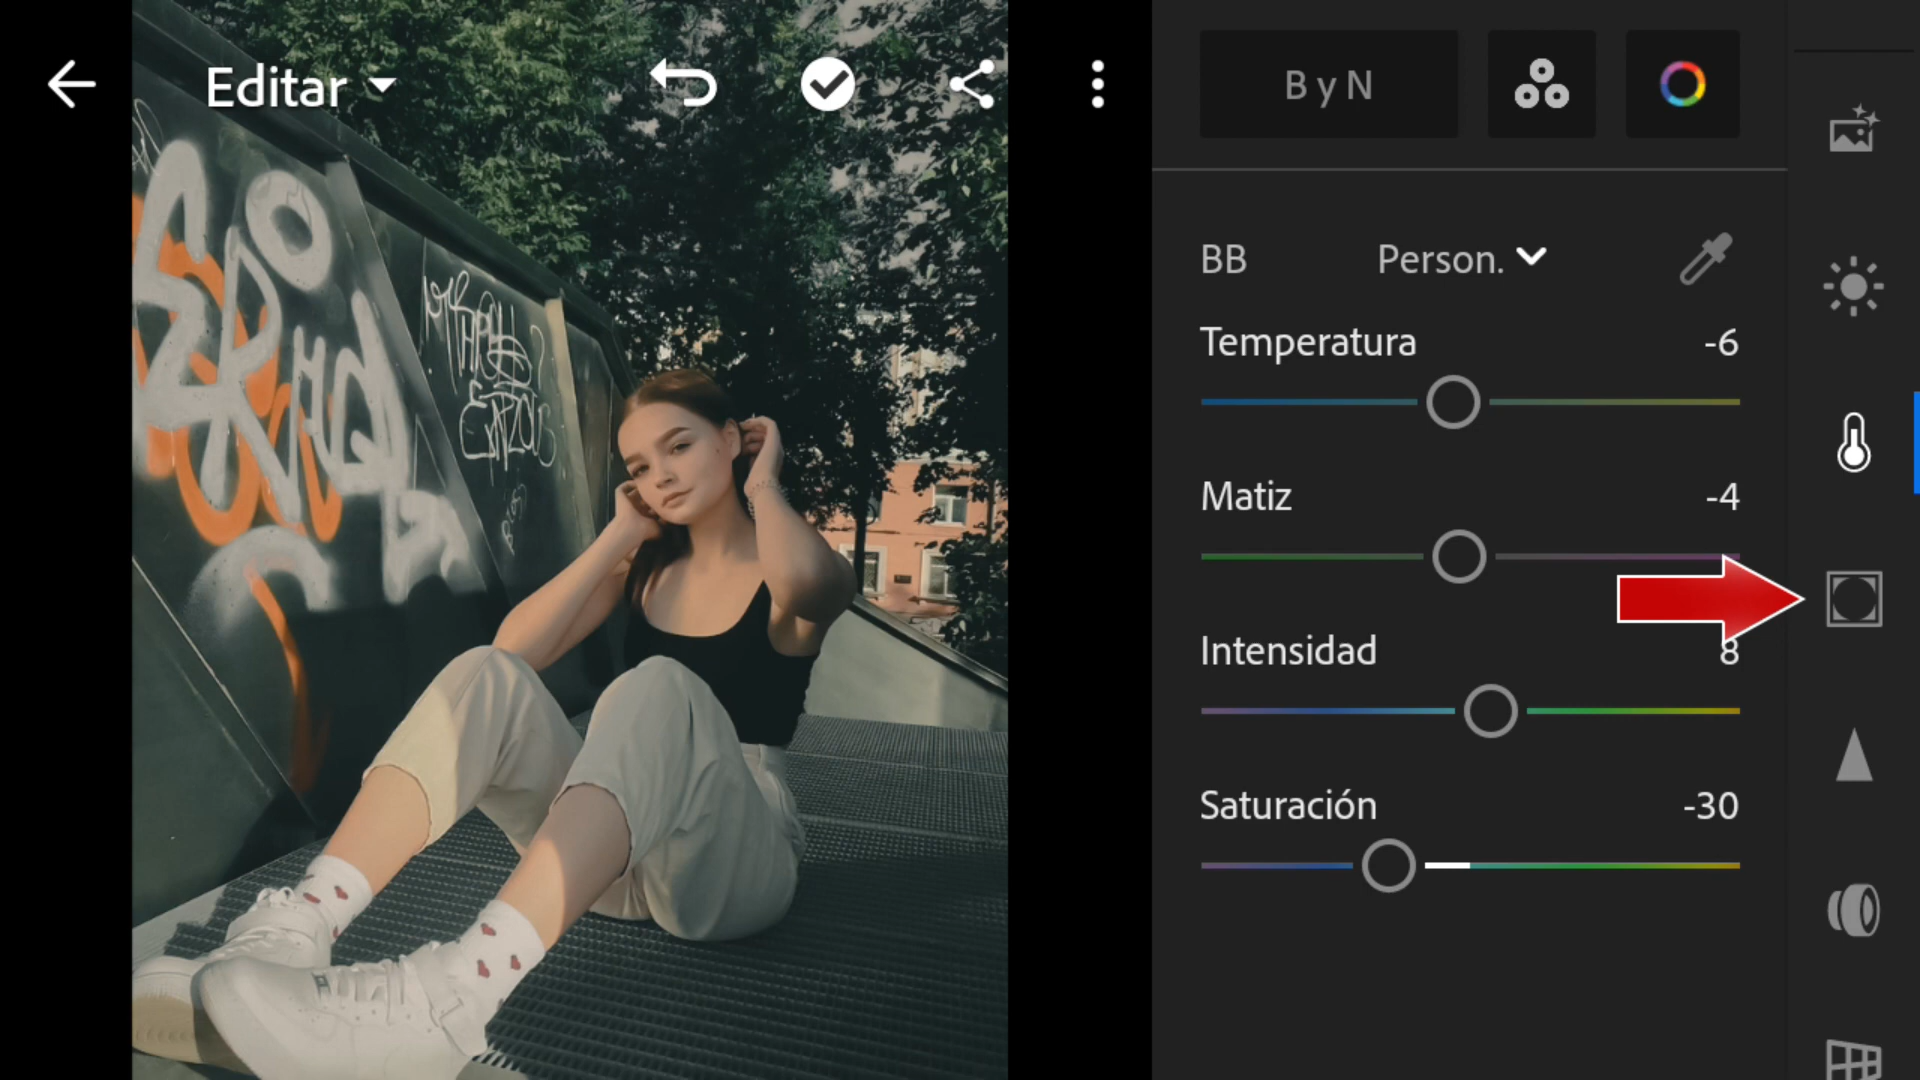 Editar
B y N
BB Person.
Temperatura -6
Matiz -4
Intensidad 8
Saturación -30